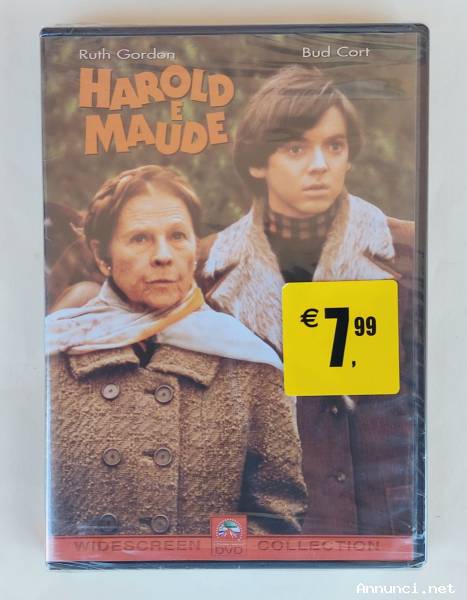 Ruth Gordon Bud Cort
HAROLD
E
MAUDE
€7,99
WIDESCREEN DVD COLLECTION
Annunci.net